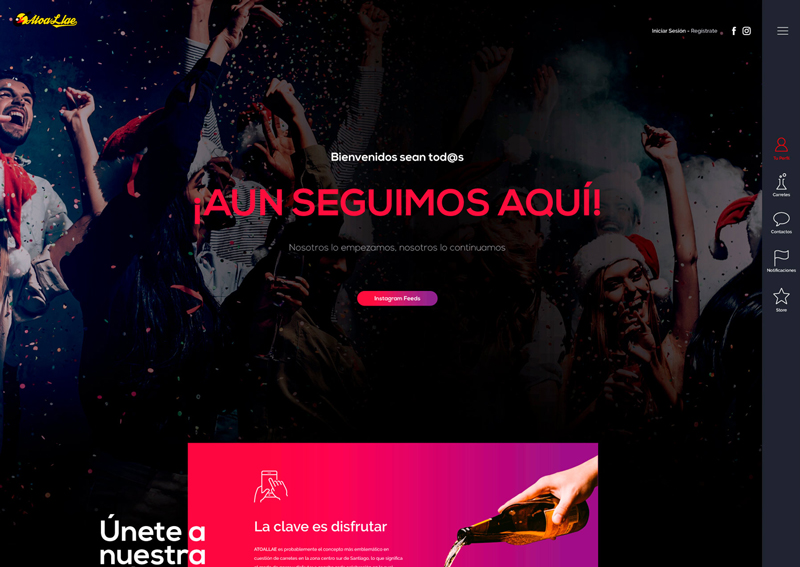 AtoaLlae
Iniciar Sesión - Registrate
Bienvenidos sean tod@s
¡AUN SEGUIMOS AQUÍ!
Nosotros lo empezamos, nosotros lo continuamos
Instagram Feeds
Tu Perfil
Carretes
Contactos
Notificaciones
Store
Únete a
nuestra
La clave es disfrutar
ATOALLAE es probablemente el concepto más emblemático en
cuestión de carretes en la zona centro sur de Santiago, lo que significa